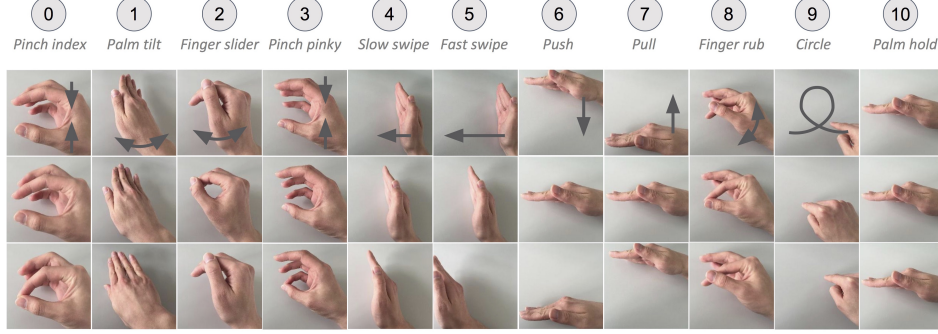 0 1 2 3 4 5 6 7 8 9 10
Pinch index Palm tilt Finger slider Pinch pinky Slow swipe Fast swipe Push Pull Finger rub Circle Palm hold